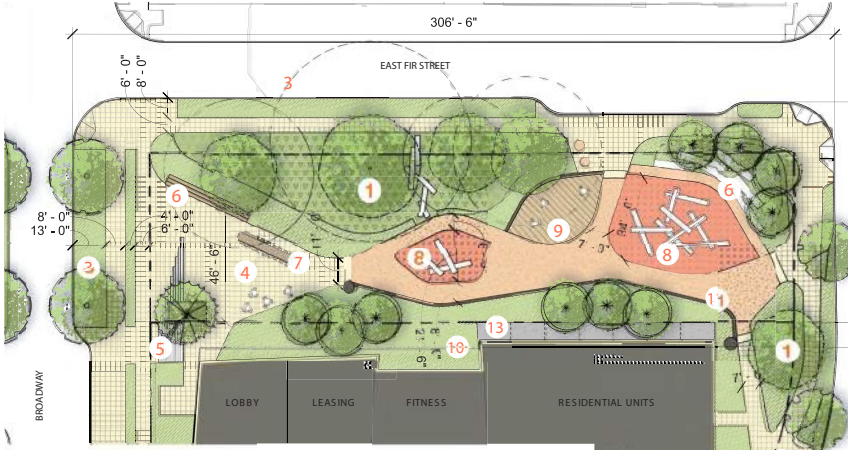 306' - 6"
EAST FIR STREET
6' - 0"
8' - 0"
3
1
6
6
8' - 0"
13' - 0"
4' - 0"
6' - 0"
9
7' - 0"
46' - 6"
7
8
8
3
4
11
13
10
5
1
7' - 0"
BROADWAY
LOBBY
LEASING
FITNESS
RESIDENTIAL UNITS